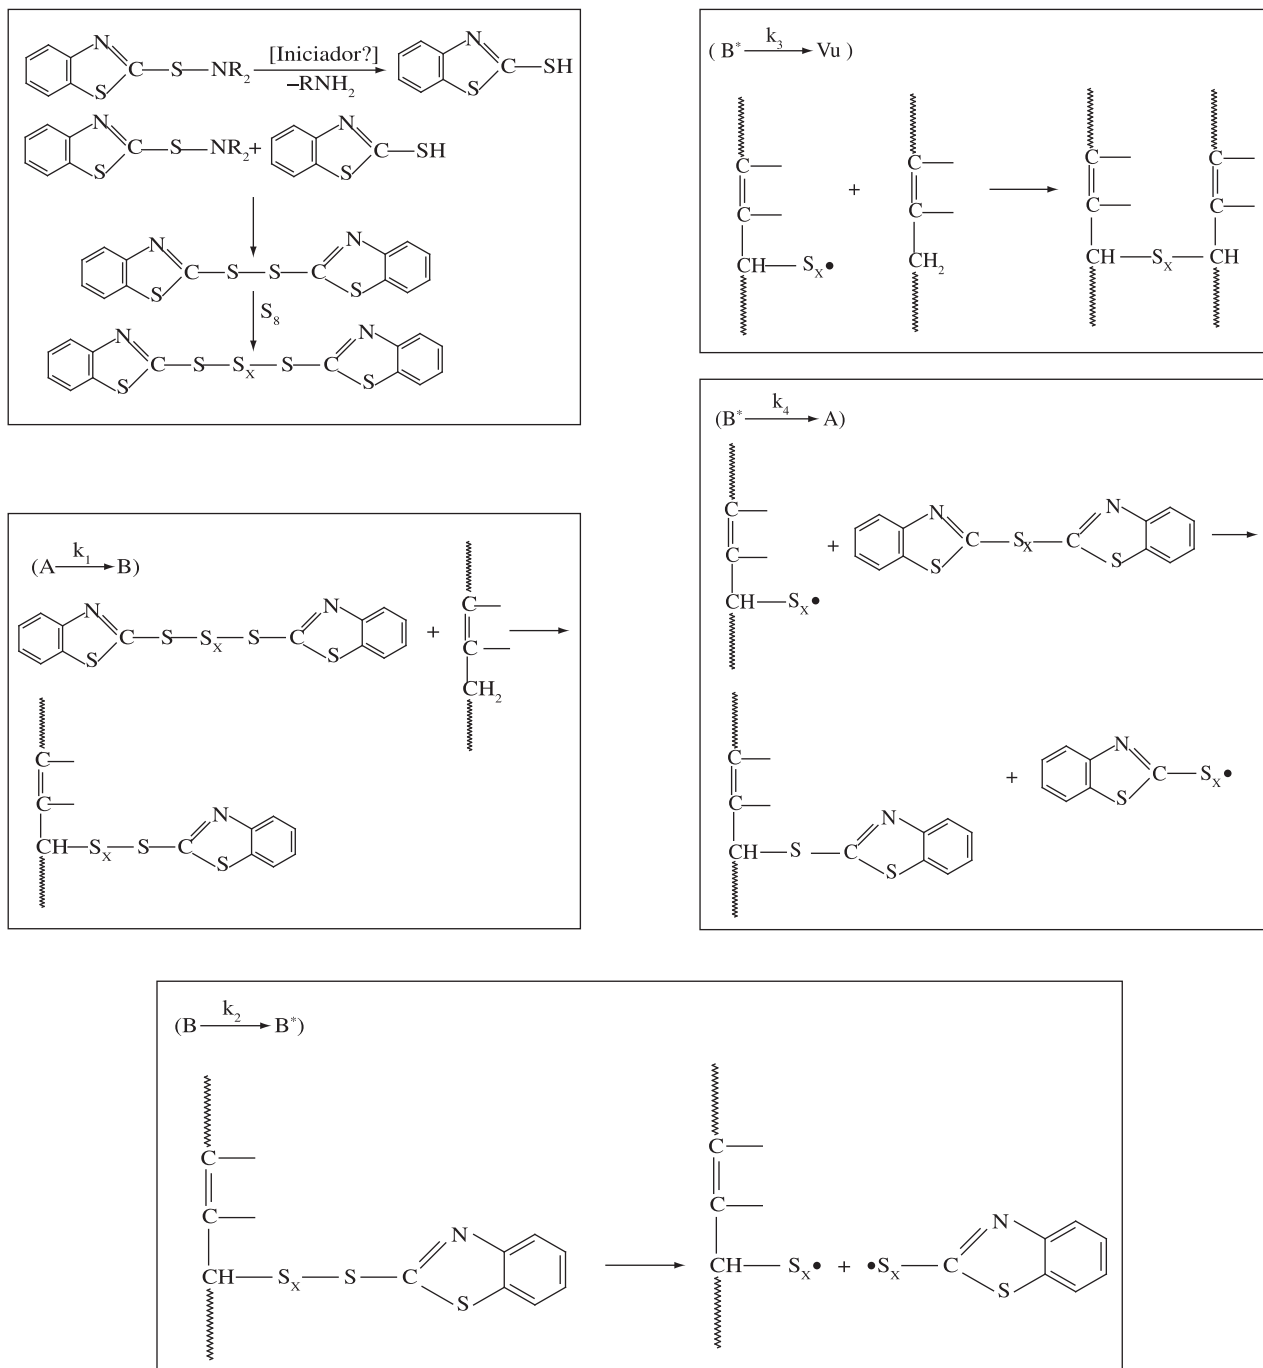 N C S NR2 S [Iniciador?] –RNH2 N C SH S
N C S NR2 S + N C SH S
N C S S C N S S
S8
N C S SX S C N S S
(A k1 B)
N C S SX S C N S S + C C CH2
C C CH SX S C N S
(B* k3 Vu)
C C CH SX• + C C CH2 C C CH SX C C CH
(B* k4 A)
C C CH SX• + N C SX C N S S
C C CH S C N S + N C SX• S
(B k2 B*)
C C CH SX S C N S C C CH SX• + •SX C N S